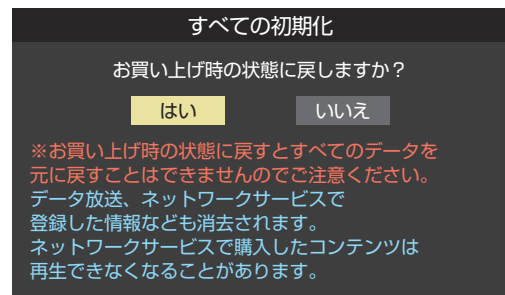 すべての初期化
お買い上げ時の状態に戻しますか？
はい いいえ
※お買い上げ時の状態に戻すとすべてのデータを
元に戻すことはできませんのでご注意ください。
データ放送、ネットワークサービスで
登録した情報なども消去されます。
ネットワークサービスで購入したコンテンツは
再生できなくなることがあります。